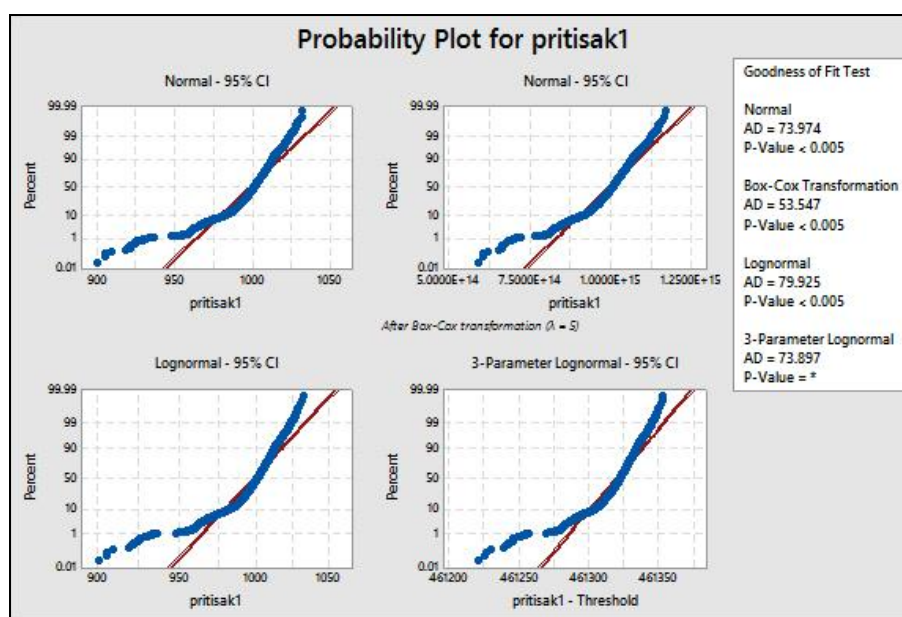 Probability Plot for pritisak1
Normal - 95% CI
99.99
99
90
50
10
1
0.01
Percent
900
950
1000
1050
pritisak1
Normal - 95% CI
99.99
99
90
50
10
1
0.01
Percent
5.0000E+14
7.5000E+14
1.0000E+15
1.2500E+15
pritisak1
After Box-Cox transformation (λ = 5)
Lognormal - 95% CI
99.99
99
90
50
10
1
0.01
Percent
900
950
1000
1050
pritisak1
3-Parameter Lognormal - 95% CI
99.99
99
90
50
10
1
0.01
Percent
461200
461250
461300
461350
pritisak1 - Threshold
Goodness of Fit Test
Normal
AD = 73.974
P-Value < 0.005
Box-Cox Transformation
AD = 53.547
P-Value < 0.005
Lognormal
AD = 79.925
P-Value < 0.005
3-Parameter Lognormal
AD = 73.897
P-Value = *